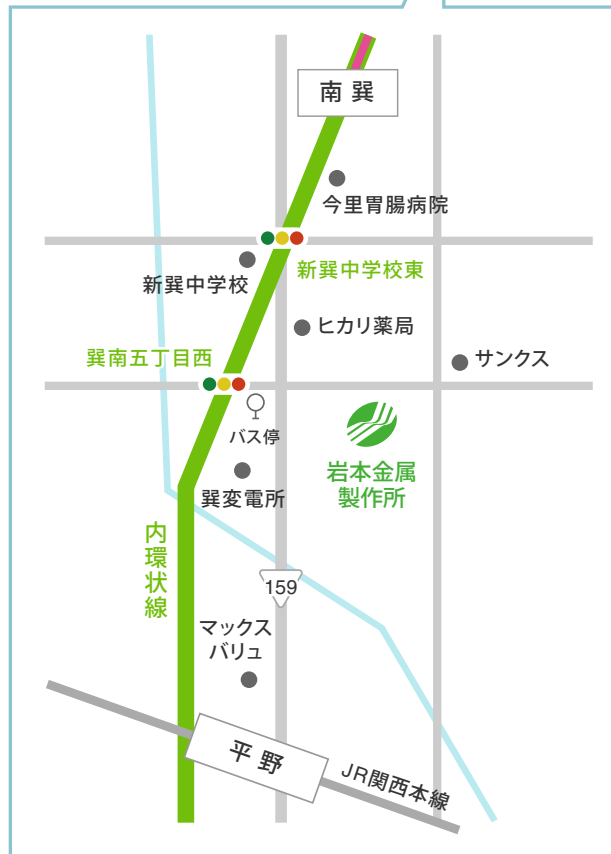 南巽
今里胃腸病院
新巽中学校東
新巽中学校
ヒカリ薬局
巽南五丁目西
サンクス
バス停
岩本金属
製作所
巽変電所
内環状線
159
マックス
バリュ
平野
JR関西本線